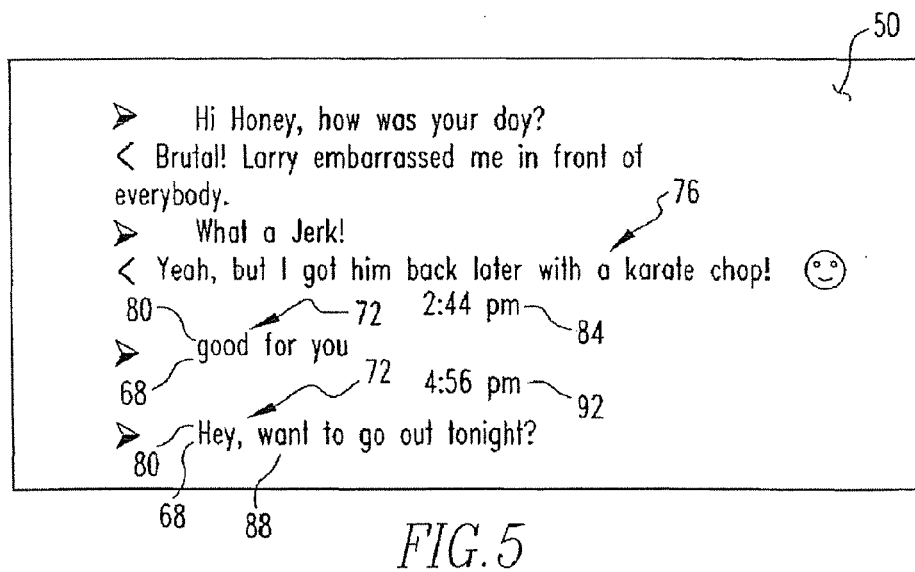 50
Hi Honey, how was your day?
< Brutal! Larry embarrassed me in front of
everybody.
76
What a Jerk!
< Yeah, but I got him back later with a karate chop!
80 72 2:44 pm 84
good for you
68 72 4:56 pm 92
Hey, want to go out tonight?
80 68 88
FIG.5